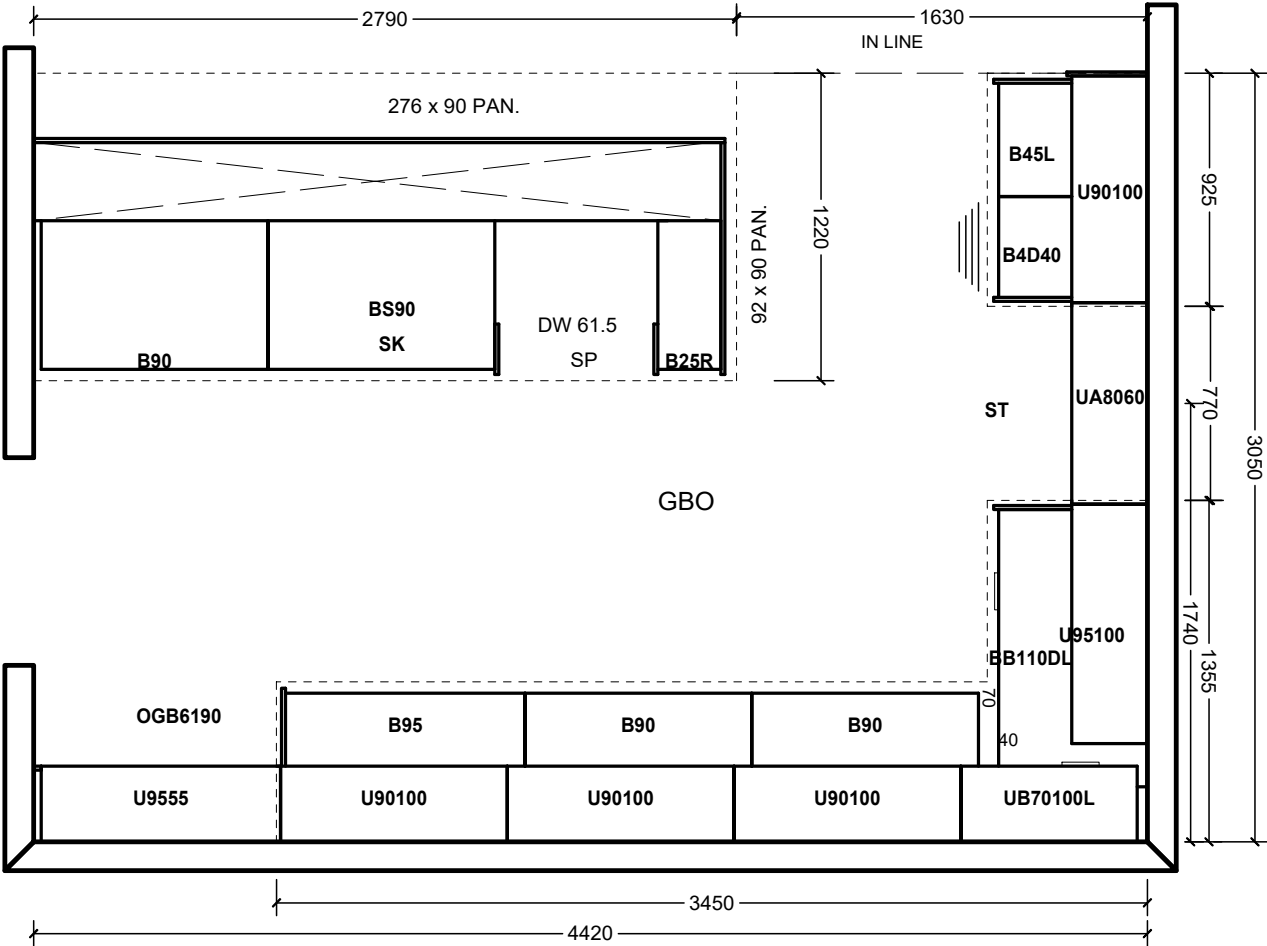 2790
1630
IN LINE
276 x 90 PAN.
B45L
U90100
925
1220
92 x 90 PAN.
B4D40
BS90
SK
DW 61.5
SP
B90
B25R
UA8060
770
ST
3050
GBO
1740
1355
U95100
BB110DL
70
40
OGB6190
B95
B90
B90
U9555
U90100
U90100
U90100
UB70100L
3450
4420